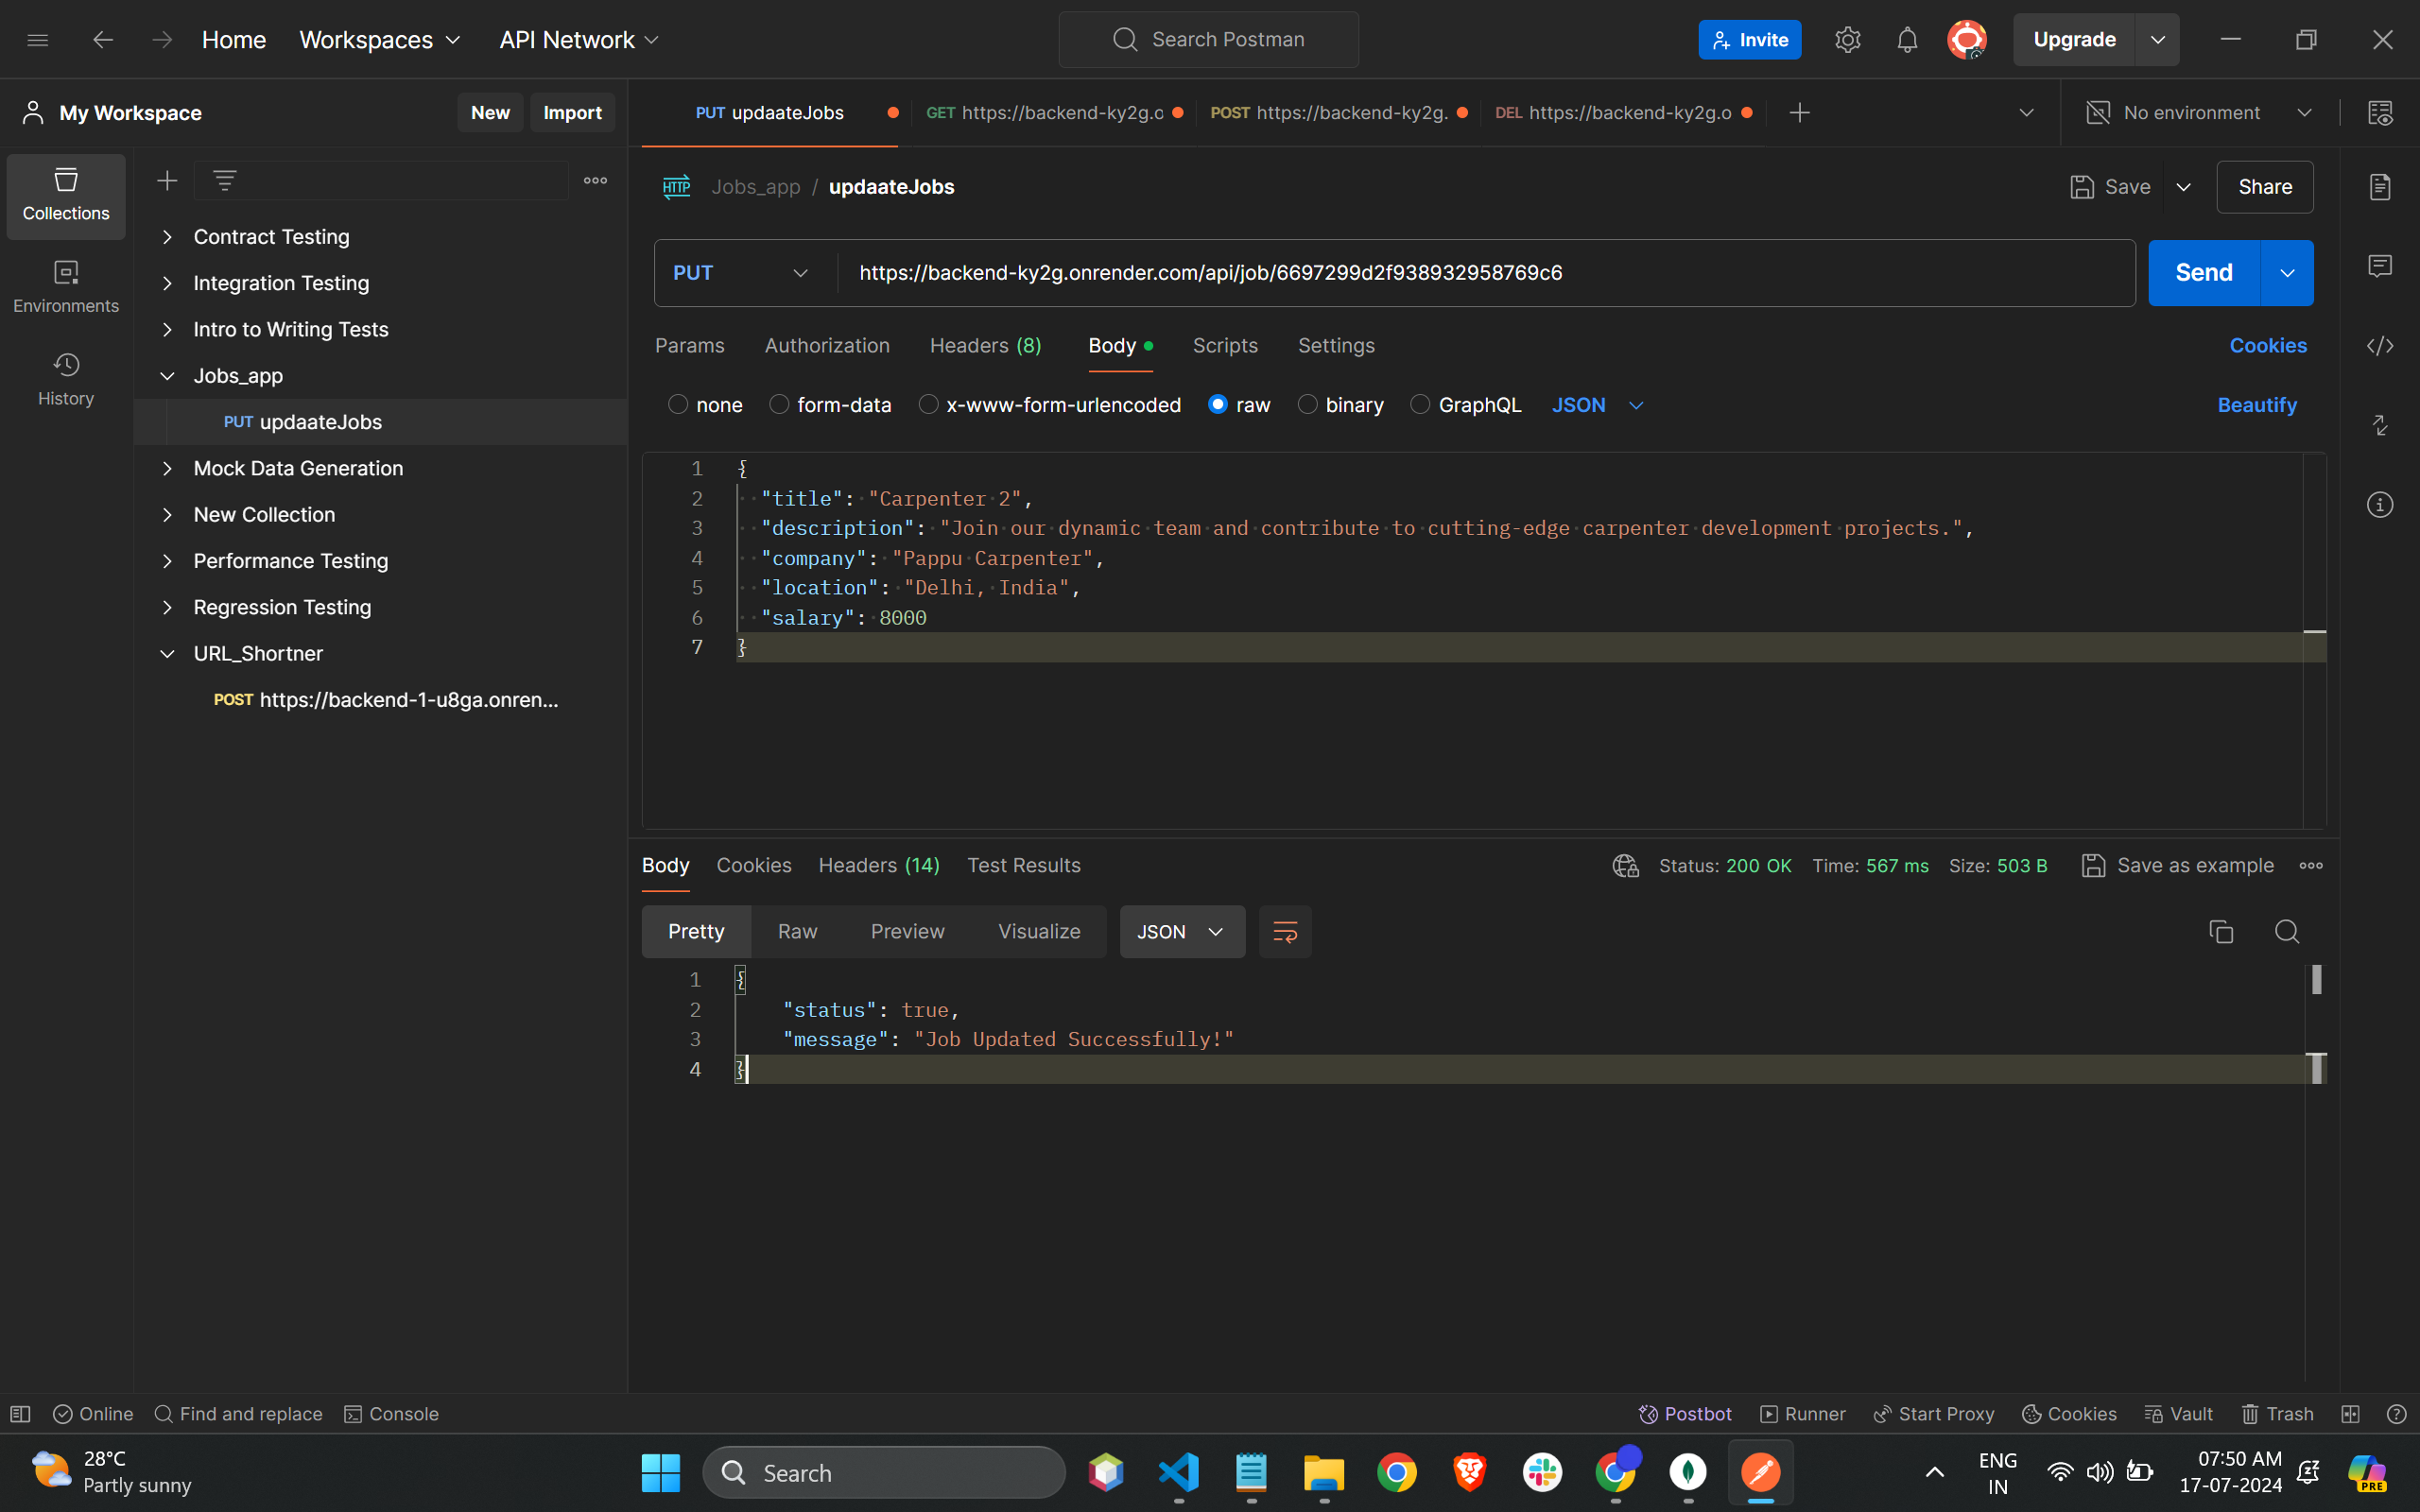 Home Workspaces API Network Search Postman Invite Upgrade
My Workspace New Import PUT updaateJobs GET https://backend-ky2g.o POST https://backend-ky2g. DEL https://backend-ky2g.o No environment
Collections
Environments
History
Contract Testing
Integration Testing
Intro to Writing Tests
Jobs_app
PUT updaateJobs
Mock Data Generation
New Collection
Performance Testing
Regression Testing
URL_Shortner
POST https://backend-1-u8ga.onren...
HTTP Jobs_app / updaateJobs Save Share
PUT https://backend-ky2g.onrender.com/api/job/6697299d2f938932958769c6 Send
Params Authorization Headers (8) Body Scripts Settings Cookies
none form-data x-www-form-urlencoded raw binary GraphQL JSON Beautify
1 {
2 "title": "Carpenter 2",
3 "description": "Join our dynamic team and contribute to cutting-edge carpenter development projects.",
4 "company": "Pappu Carpenter",
5 "location": "Delhi, India",
6 "salary": 8000
7 }
Body Cookies Headers (14) Test Results Status: 200 OK Time: 567 ms Size: 503 B Save as example
Pretty Raw Preview Visualize JSON
1 {
2 "status": true,
3 "message": "Job Updated Successfully!"
4 }
Online Find and replace Console Postbot Runner Start Proxy Cookies Vault Trash
28°C
Partly sunny
Search
ENG
IN
07:50 AM
17-07-2024
PRE